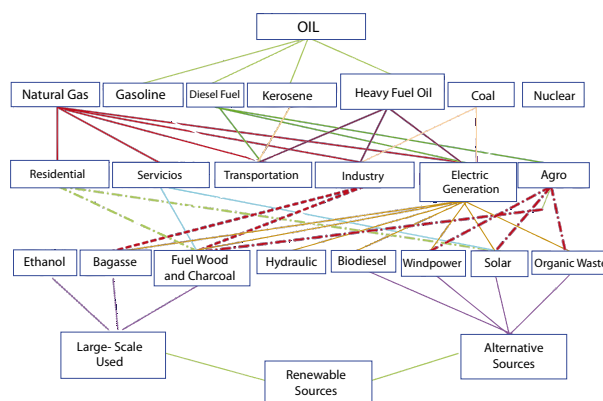 OIL
Natural Gas
Gasoline
Diesel Fuel
Kerosene
Heavy Fuel Oil
Coal
Nuclear
Residential
Servicios
Transportation
Industry
Electric
Generation
Agro
Ethanol
Bagasse
Fuel Wood
and Charcoal
Hydraulic
Biodiesel
Windpower
Solar
Organic Waste
Large- Scale
Used
Renewable
Sources
Alternative
Sources